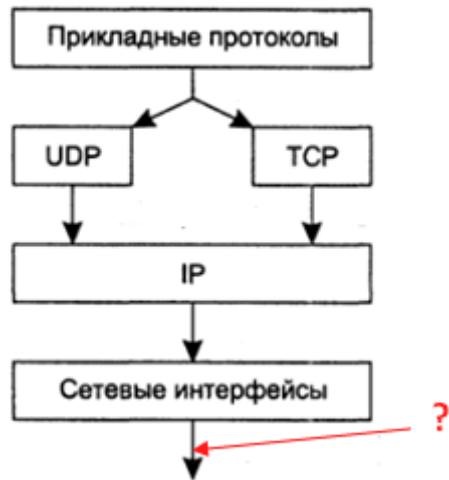 Прикладные протоколы
UDP
TCP
IP
Сетевые интерфейсы
?